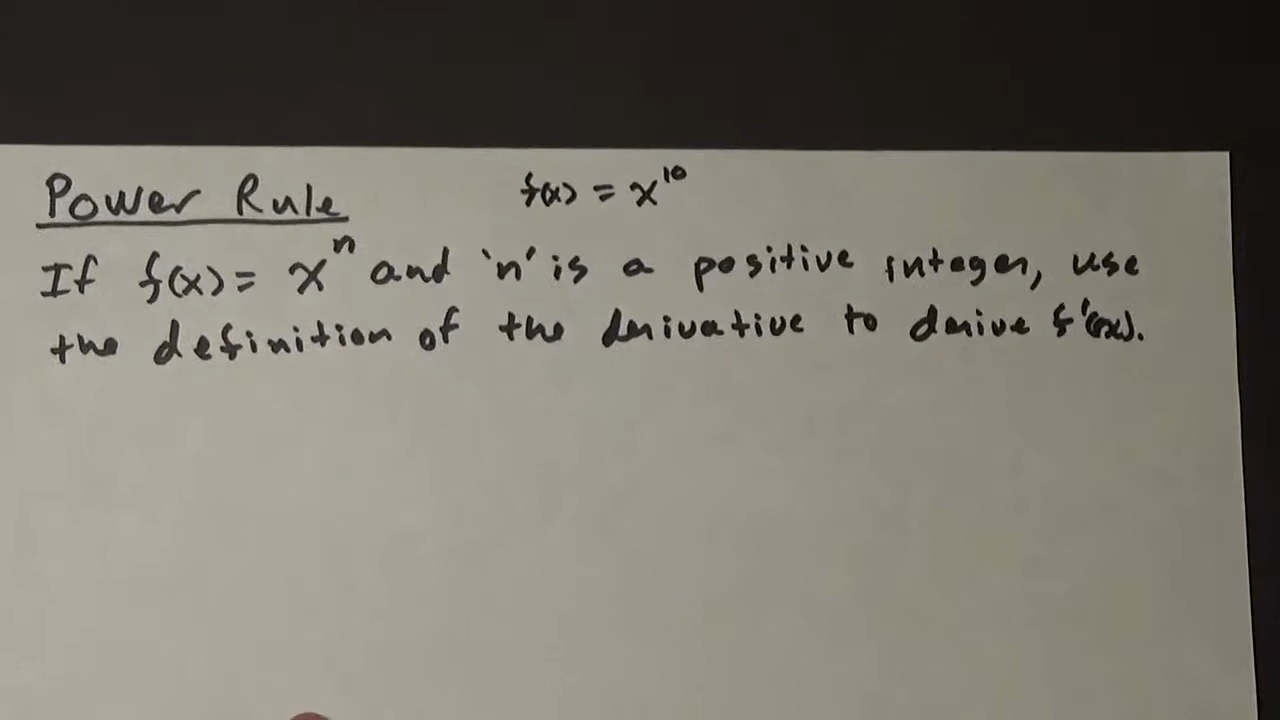 Power Rule f(x) = x^10
If f(x) = x^n and 'n' is a positive integer, use
the definition of the derivative to derive f'(x).